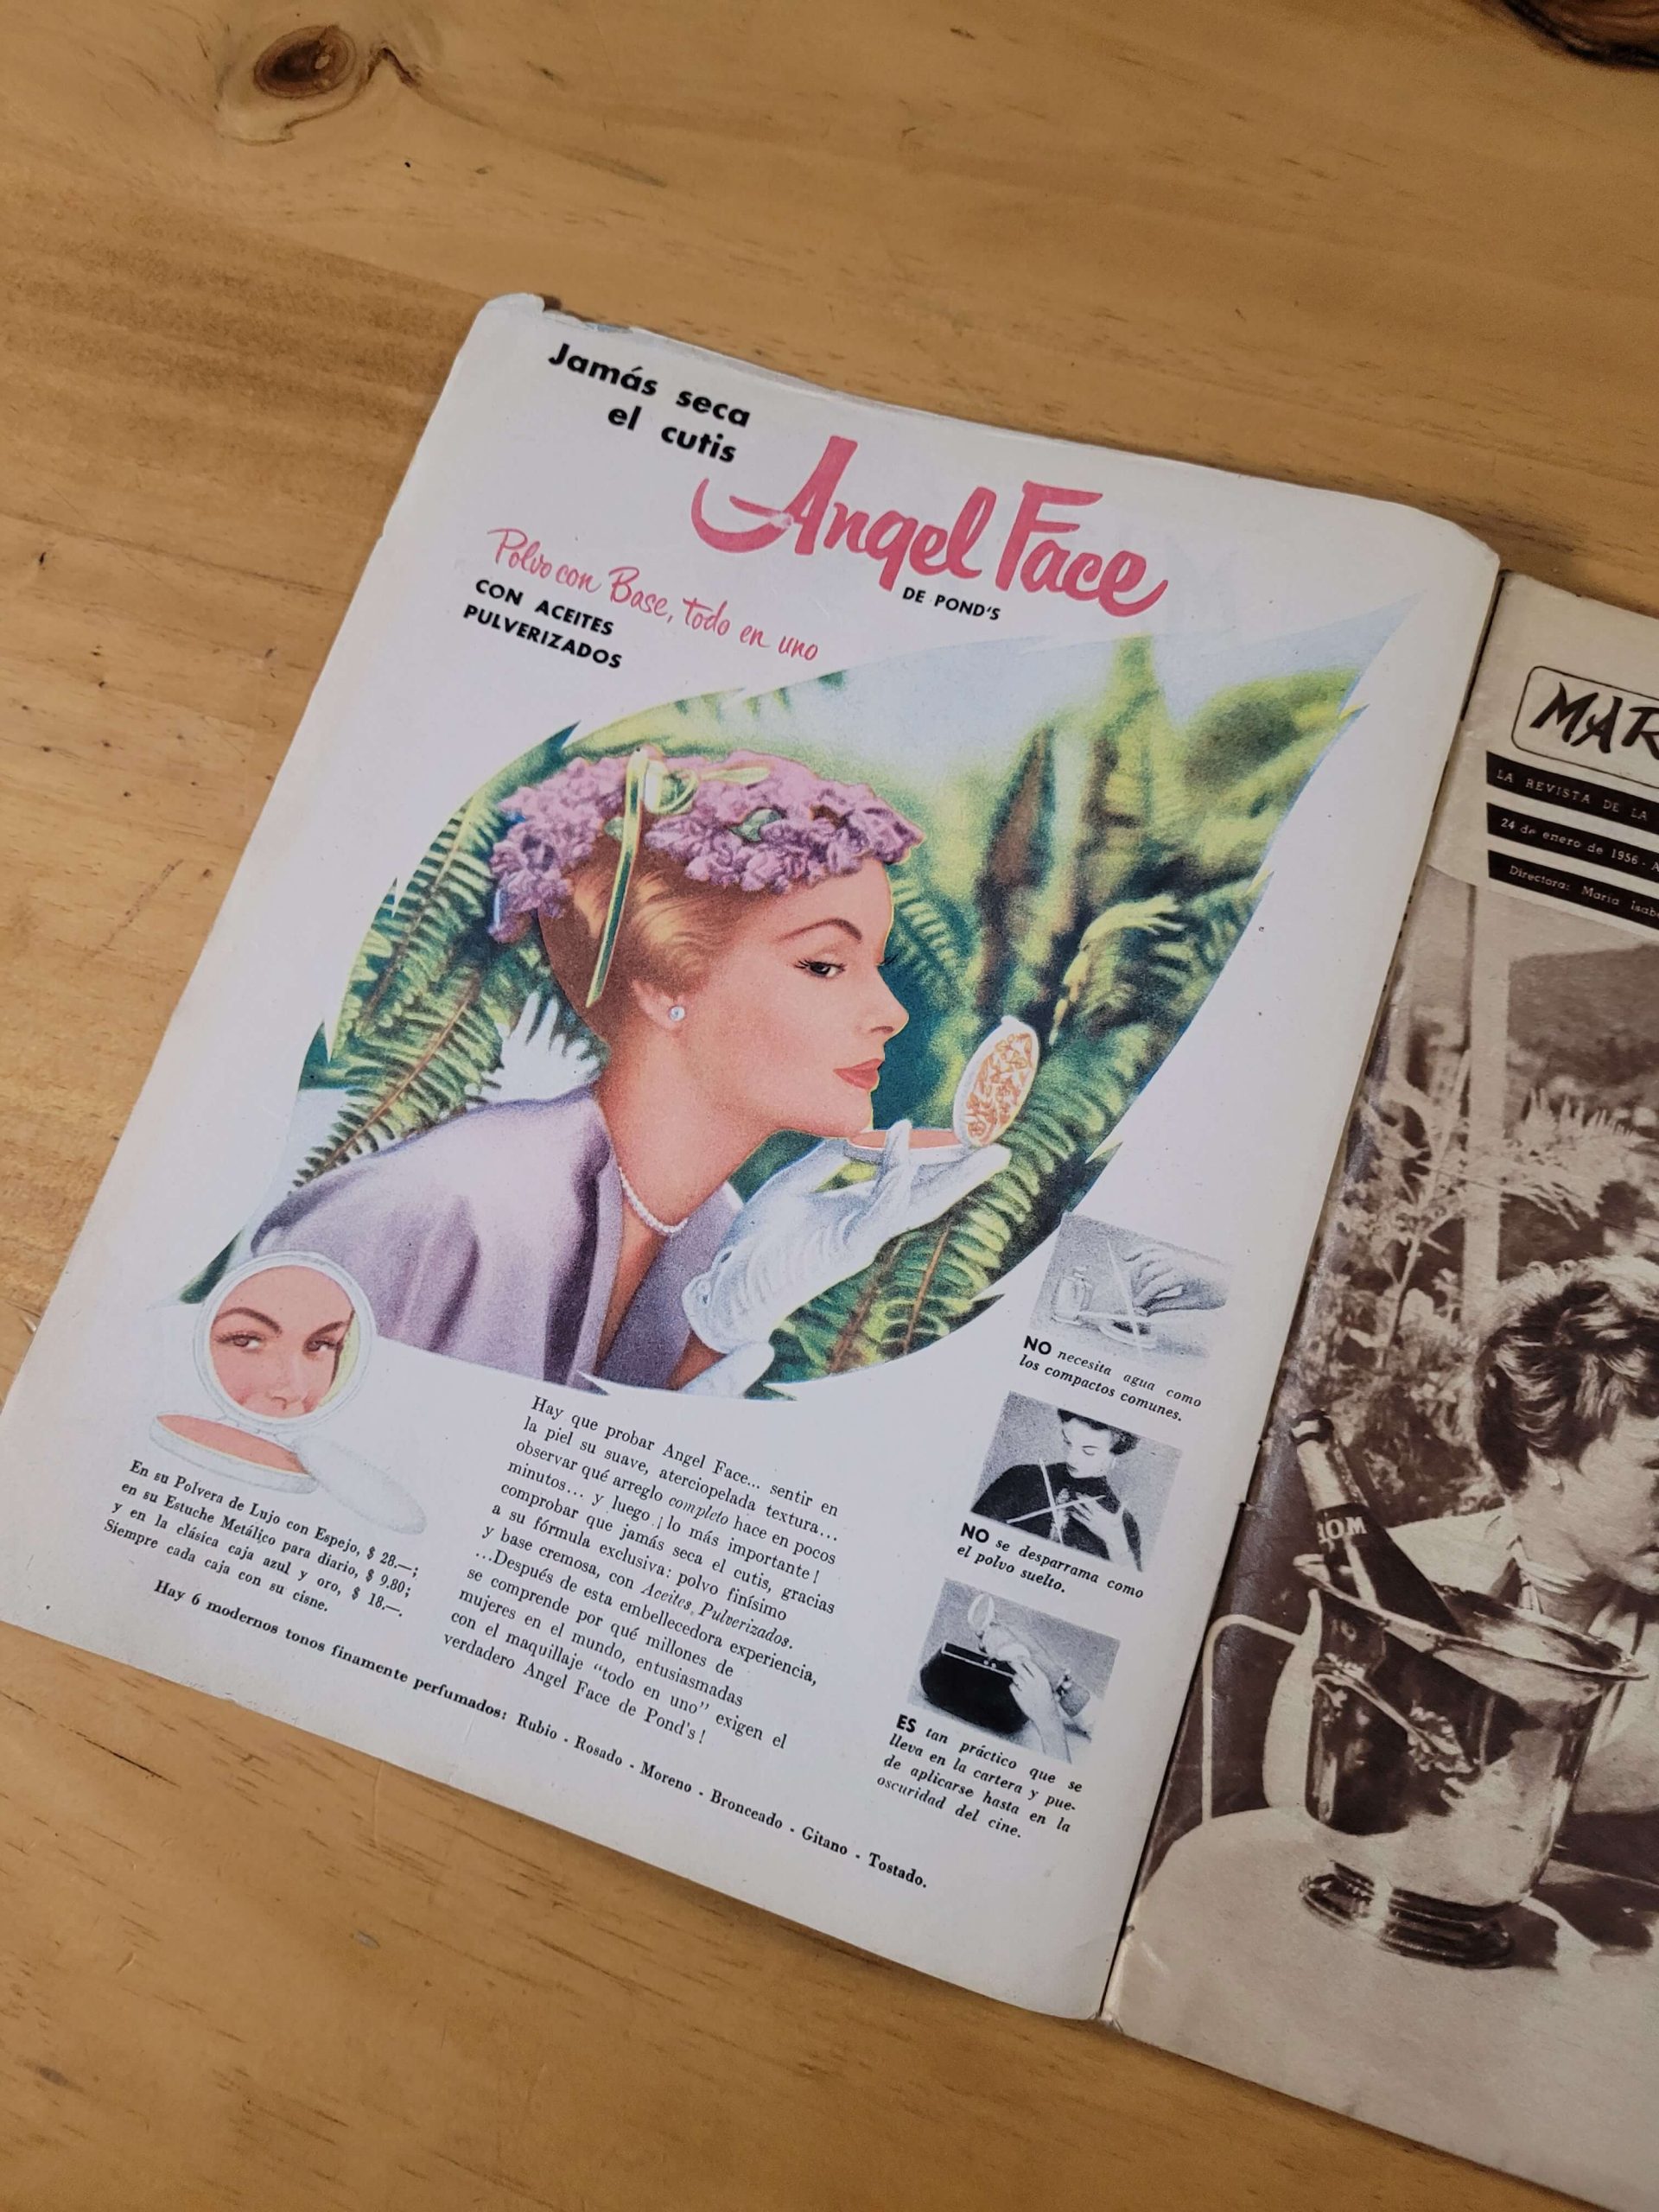 Jamás seca
el cutis
Angel Face
DE POND'S
Polvo con Base, todo en uno
CON ACEITES
PULVERIZADOS
NO necesita agua como
los compactos comunes.
NO se desparrama como
el polvo suelto.
ES tan práctico que se
lleva en la cartera y pue-
de aplicarse hasta en la
oscuridad del cine.
Hay que probar Angel Face... sentir en
la piel su suave, aterciopelada textura...
observar qué arreglo completo hace en pocos
minutos... y luego ¡lo más importante!
comprobar que jamás seca el cutis, gracias
a su fórmula exclusiva: polvo finísimo
y base cremosa, con Aceites Pulverizados.
...Después de esta embellecedora experiencia,
se comprende por qué millones de
mujeres en el mundo, entusiasmadas
con el maquillaje "todo en uno" exigen el
verdadero Angel Face de Pond's!
En su Polvera de Lujo con Espejo, $ 28.—;
en su Estuche Metálico para diario, $ 9.80;
y en la clásica caja azul y oro, $ 18.—.
Siempre cada caja con su cisne.
Hay 6 modernos tonos finamente perfumados: Rubio - Rosado - Moreno - Bronceado - Gitano - Tostado.
MAR
LA REVISTA DE LA
24 de enero de 1956 - A
Directora: María Isab